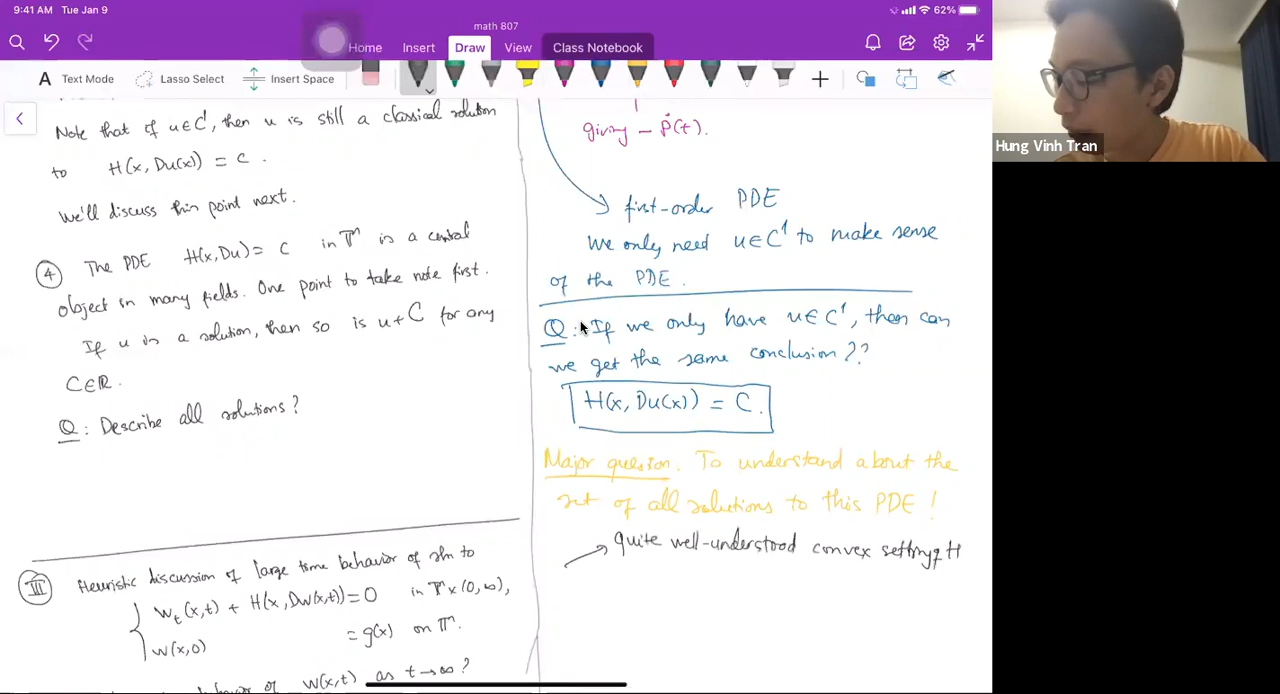 9:41 AM Tue Jan 9
62%
math 807
Home Insert Draw View Class Notebook
A Text Mode Lasso Select Insert Space
Note that if u∈C¹, then u is still a classical solution
to H(x, Du(x)) = c.
We'll discuss this point next.
④ The PDE H(x,Du) = c in 𝕋ⁿ is a central
object in many fields. One point to take note first.
If u is a solution, then so is u+C for any
C∈ℝ.
Q: Describe all solutions?
III Heuristic discussion of large time behavior of sln to
w_t(x,t) + H(x,Dw(x,t)) = 0 in 𝕋ⁿ×(0,∞),
w(x,0) = g(x) on 𝕋ⁿ.
of w(x,t) as t→∞?
giving − Ṗ(t).
first-order PDE
We only need u∈C¹ to make sense
of the PDE.
Q: If we only have u∈C¹, then can
we get the same conclusion??
H(x, Du(x)) = C.
Major question. To understand about the
set of all solutions to this PDE!
quite well-understood convex setting of H
Hung Vinh Tran